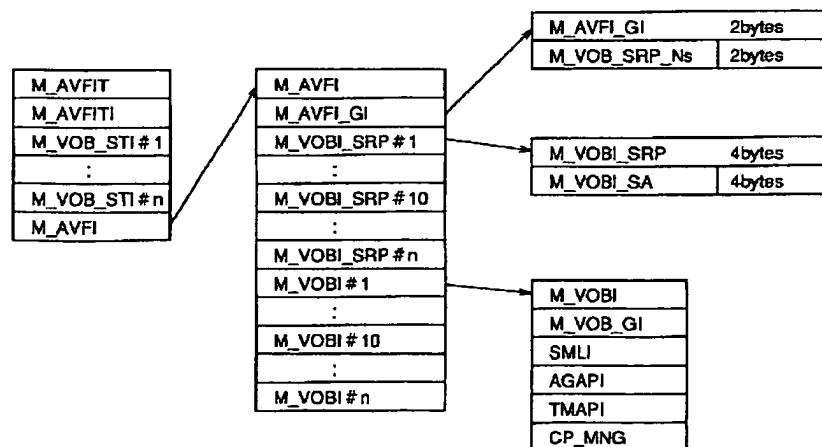 M_AVFIT
M_AVFITI
M_VOB_STI#1
:
M_VOB_STI#n
M_AVFI
M_AVFI
M_AVFI_GI
M_VOBI_SRP#1
:
M_VOBI_SRP#10
:
M_VOBI_SRP#n
M_VOBI#1
:
M_VOBI#10
:
M_VOBI#n
M_AVFI_GI 2bytes
M_VOB_SRP_Ns 2bytes
M_VOBI_SRP 4bytes
M_VOBI_SA 4bytes
M_VOBI
M_VOB_GI
SMLI
AGAPI
TMAPI
CP_MNG